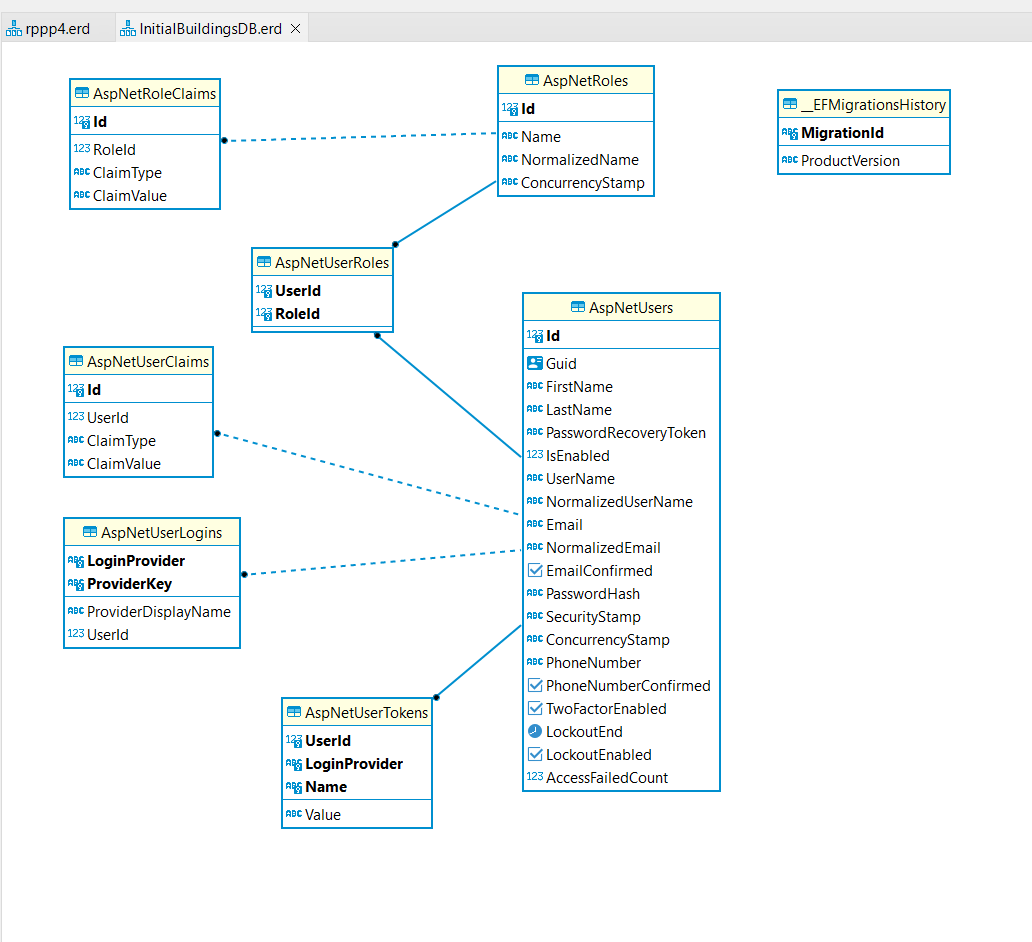 rppp4.erd
InitialBuildingsDB.erd
AspNetRoleClaims
123 Id
123 RoleId
ABC ClaimType
ABC ClaimValue
AspNetRoles
123 Id
ABC Name
ABC NormalizedName
ABC ConcurrencyStamp
__EFMigrationsHistory
ABC MigrationId
ABC ProductVersion
AspNetUserRoles
123 UserId
123 RoleId
AspNetUserClaims
123 Id
123 UserId
ABC ClaimType
ABC ClaimValue
AspNetUsers
123 Id
Guid
ABC FirstName
ABC LastName
ABC PasswordRecoveryToken
123 IsEnabled
ABC UserName
ABC NormalizedUserName
ABC Email
ABC NormalizedEmail
EmailConfirmed
ABC PasswordHash
ABC SecurityStamp
ABC ConcurrencyStamp
ABC PhoneNumber
PhoneNumberConfirmed
TwoFactorEnabled
LockoutEnd
LockoutEnabled
123 AccessFailedCount
AspNetUserLogins
ABC LoginProvider
ABC ProviderKey
ABC ProviderDisplayName
123 UserId
AspNetUserTokens
123 UserId
ABC LoginProvider
ABC Name
ABC Value